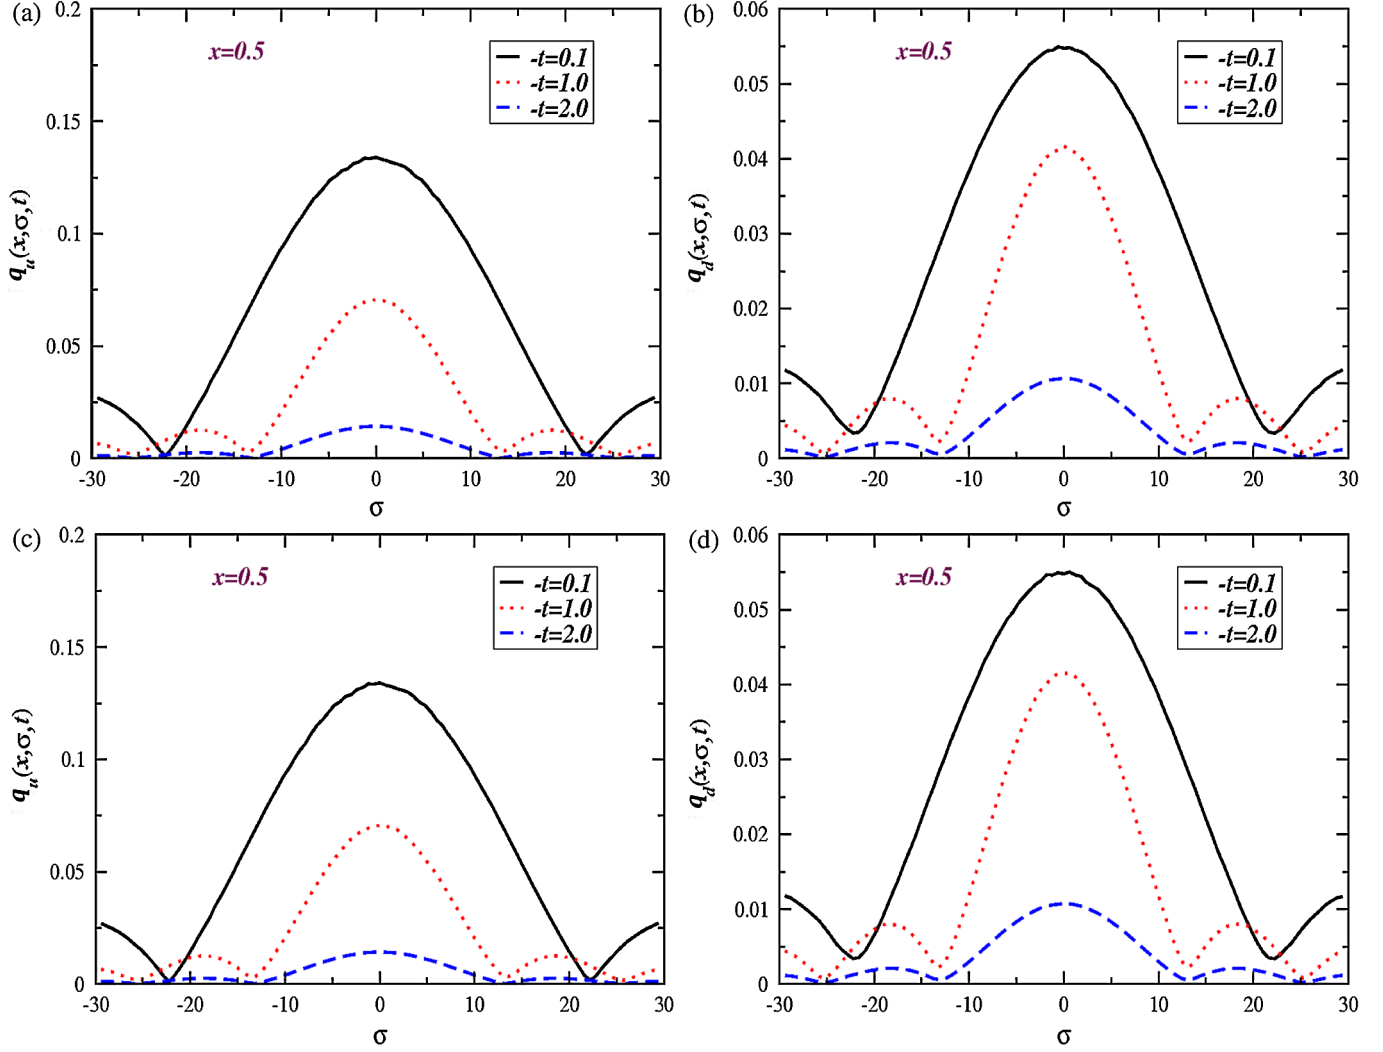 (a)
0.2
0.15
0.1
0.05
0
q_u(x,σ,t)
x=0.5
-t=0.1
-t=1.0
-t=2.0
-30 -20 -10 0 10 20 30
σ
(b)
0.06
0.05
0.04
0.03
0.02
0.01
0
q_d(x,σ,t)
x=0.5
-t=0.1
-t=1.0
-t=2.0
-30 -20 -10 0 10 20 30
σ
(c)
0.2
0.15
0.1
0.05
0
q_u(x,σ,t)
x=0.5
-t=0.1
-t=1.0
-t=2.0
-30 -20 -10 0 10 20 30
σ
(d)
0.06
0.05
0.04
0.03
0.02
0.01
0
q_d(x,σ,t)
x=0.5
-t=0.1
-t=1.0
-t=2.0
-30 -20 -10 0 10 20 30
σ